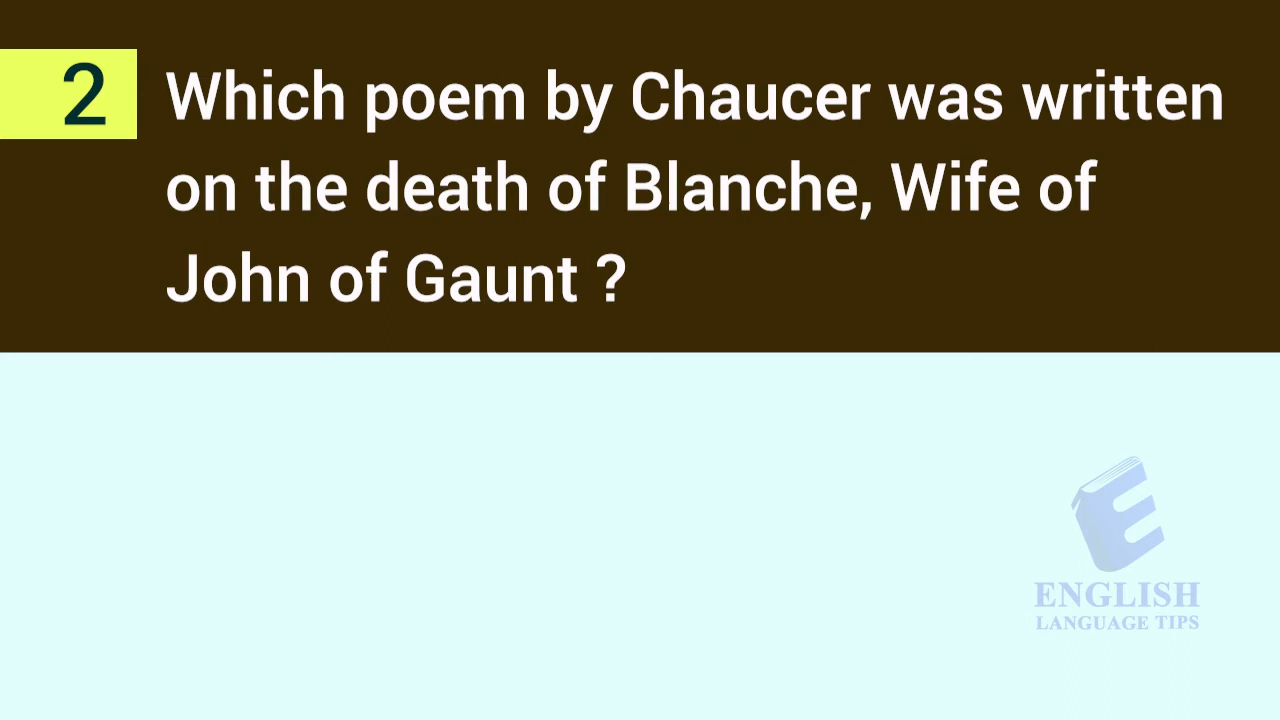 2
Which poem by Chaucer was written
on the death of Blanche, Wife of
John of Gaunt ?
E
ENGLISH
LANGUAGE TIPS